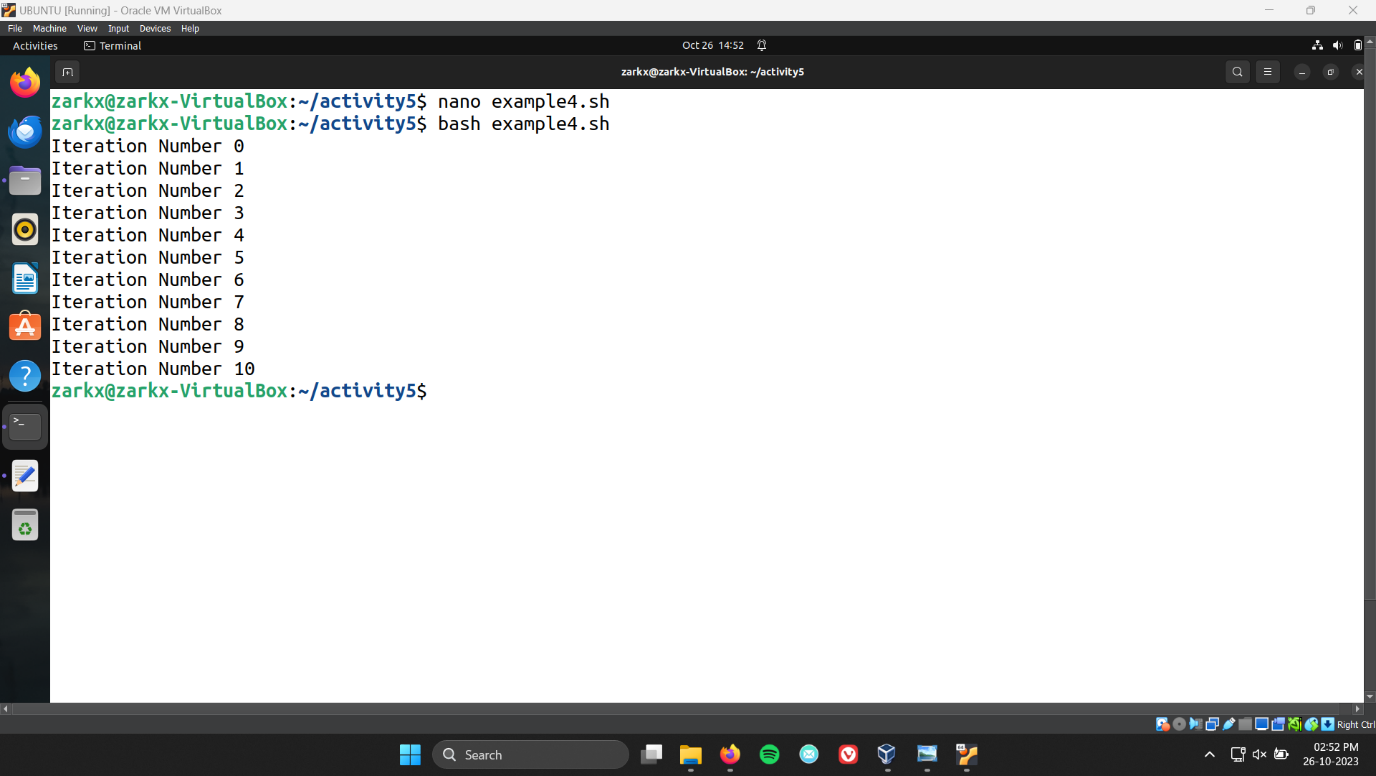 UBUNTU [Running] - Oracle VM VirtualBox
File Machine View Input Devices Help
Activities Terminal Oct 26 14:52
zarkx@zarkx-VirtualBox: ~/activity5
zarkx@zarkx-VirtualBox:~/activity5$ nano example4.sh
zarkx@zarkx-VirtualBox:~/activity5$ bash example4.sh
Iteration Number 0
Iteration Number 1
Iteration Number 2
Iteration Number 3
Iteration Number 4
Iteration Number 5
Iteration Number 6
Iteration Number 7
Iteration Number 8
Iteration Number 9
Iteration Number 10
zarkx@zarkx-VirtualBox:~/activity5$
Right Ctrl
Search
02:52 PM
26-10-2023